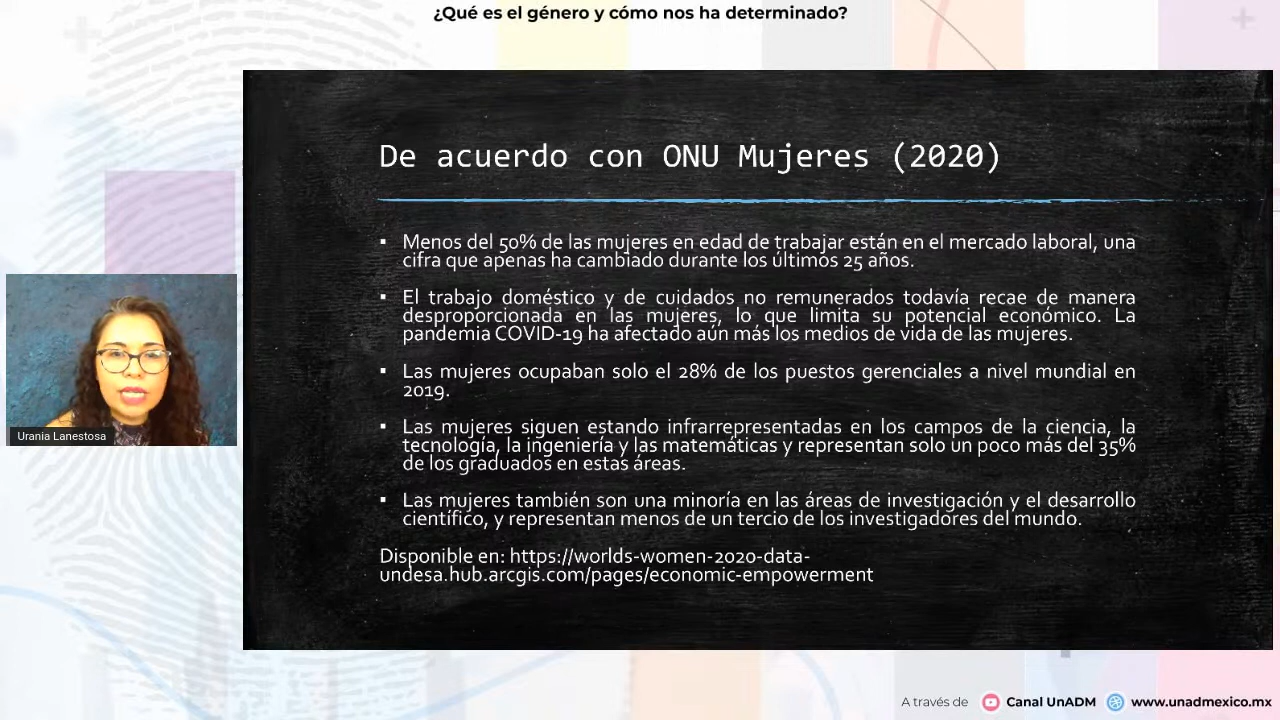 ¿Qué es el género y cómo nos ha determinado?
De acuerdo con ONU Mujeres (2020)
▪ Menos del 50% de las mujeres en edad de trabajar están en el mercado laboral, una
cifra que apenas ha cambiado durante los últimos 25 años.
▪ El trabajo doméstico y de cuidados no remunerados todavía recae de manera
desproporcionada en las mujeres, lo que limita su potencial económico. La
pandemia COVID-19 ha afectado aún más los medios de vida de las mujeres.
▪ Las mujeres ocupaban solo el 28% de los puestos gerenciales a nivel mundial en
2019.
▪ Las mujeres siguen estando infrarrepresentadas en los campos de la ciencia, la
tecnología, la ingeniería y las matemáticas y representan solo un poco más del 35%
de los graduados en estas áreas.
▪ Las mujeres también son una minoría en las áreas de investigación y el desarrollo
científico, y representan menos de un tercio de los investigadores del mundo.
Disponible en: https://worlds-women-2020-data-
undesa.hub.arcgis.com/pages/economic-empowerment
Urania Lanestosa
A través de Canal UnADM www.unadmexico.mx